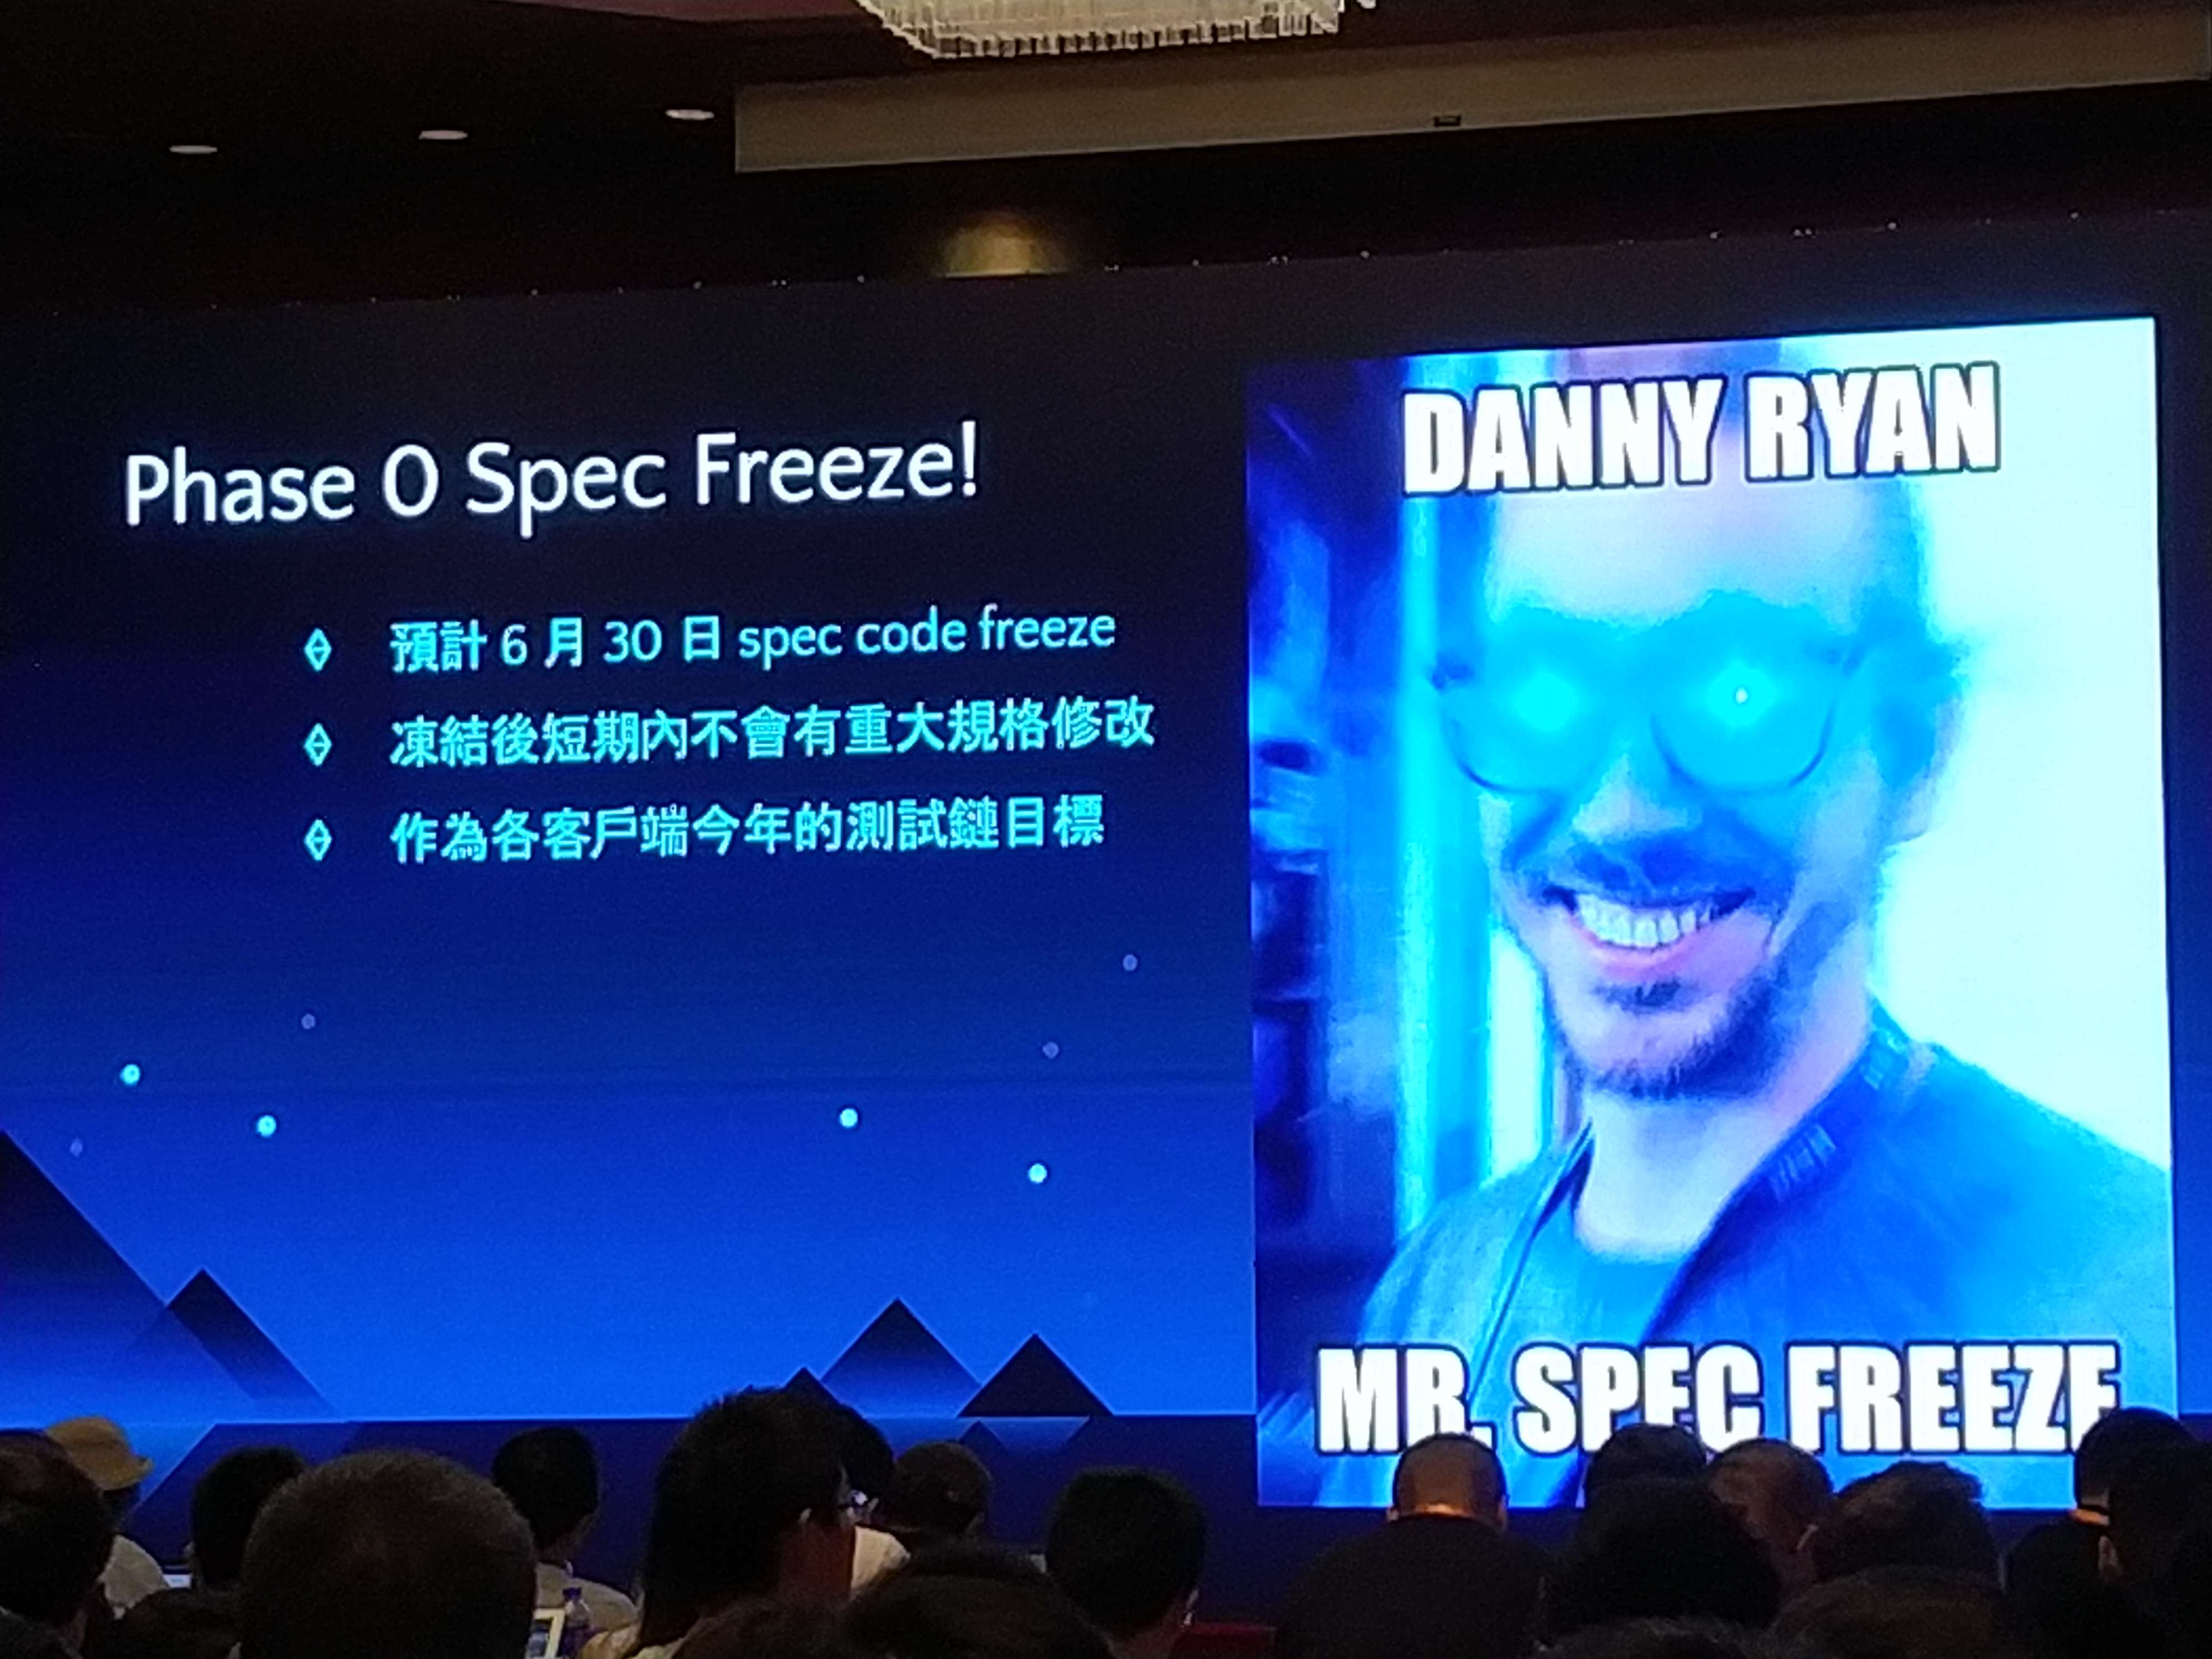 Phase 0 Spec Freeze!
預計 6 月 30 日 spec code freeze
凍結後短期內不會有重大規格修改
作為各客戶端今年的測試鏈目標
DANNY RYAN
MR. SPEC FREEZE